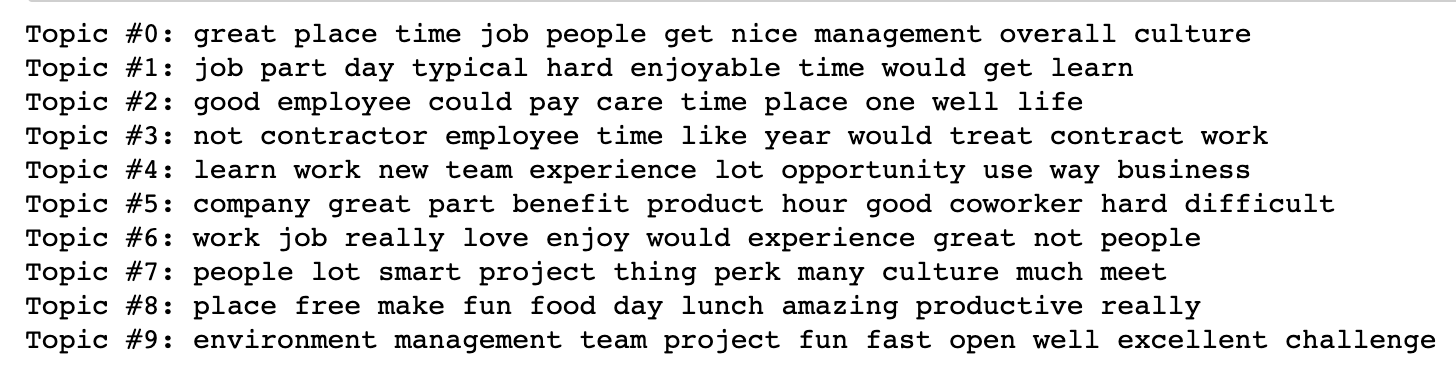 Topic #0: great place time job people get nice management overall culture
Topic #1: job part day typical hard enjoyable time would get learn
Topic #2: good employee could pay care time place one well life
Topic #3: not contractor employee time like year would treat contract work
Topic #4: learn work new team experience lot opportunity use way business
Topic #5: company great part benefit product hour good coworker hard difficult
Topic #6: work job really love enjoy would experience great not people
Topic #7: people lot smart project thing perk many culture much meet
Topic #8: place free make fun food day lunch amazing productive really
Topic #9: environment management team project fun fast open well excellent challenge